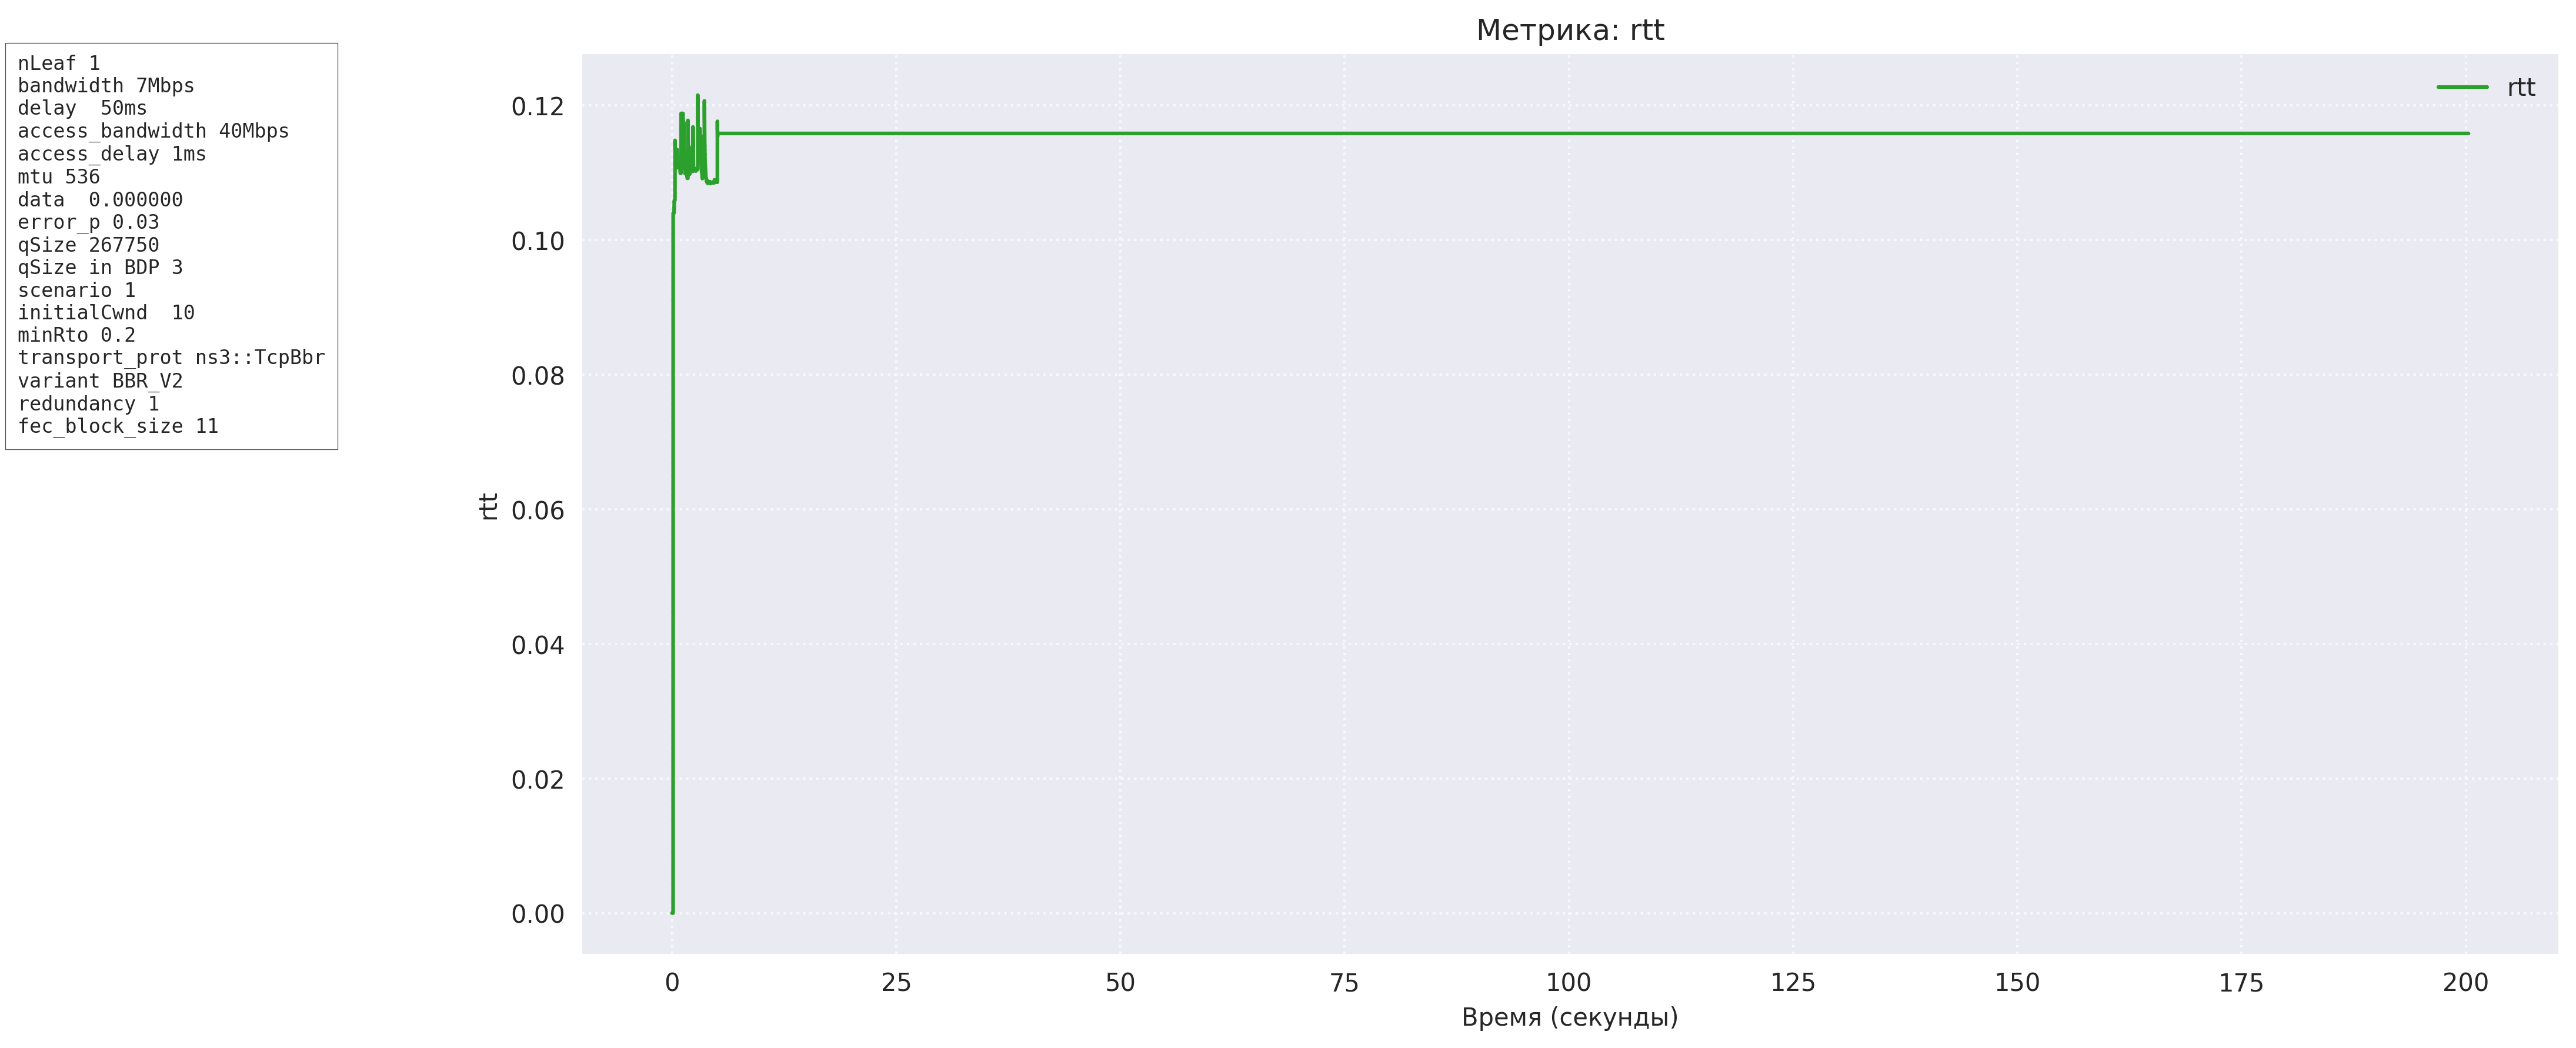 Метрика: rtt
nLeaf 1
bandwidth 7Mbps
delay  50ms
access_bandwidth 40Mbps
access_delay 1ms
mtu 536
data  0.000000
error_p 0.03
qSize 267750
qSize in BDP 3
scenario 1
initialCwnd  10
minRto 0.2
transport_prot ns3::TcpBbr
variant BBR_V2
redundancy 1
fec_block_size 11
rtt
rtt
0.12
0.10
0.08
0.06
0.04
0.02
0.00
0 25 50 75 100 125 150 175 200
Время (секунды)